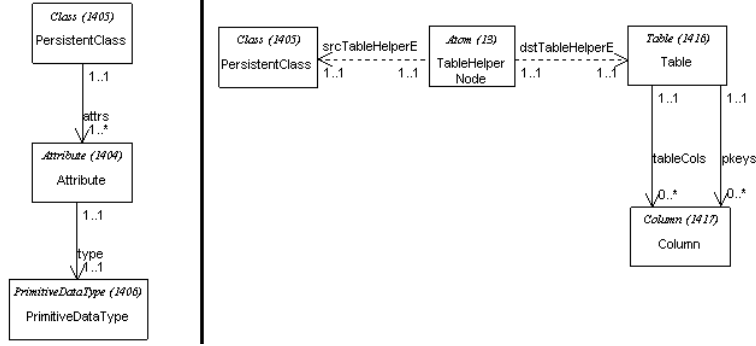 Class (1405)
PersistentClass
1..1
attrs
1..*
Attribute (1404)
Attribute
1..1
type
1..1
PrimitiveDataType (1406)
PrimitiveDataType
Class (1405)
PersistentClass
srcTableHelperE
1..1
1..1
Atom (13)
TableHelper
Node
dstTableHelperE
1..1
1..1
Table (1416)
Table
1..1
1..1
tableCols
pkeys
0..*
0..*
Column (1417)
Column